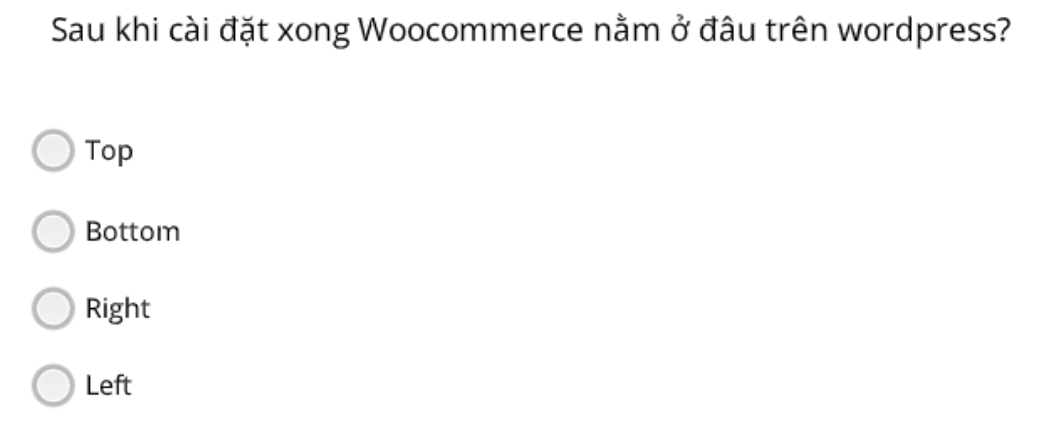 Sau khi cài đặt xong Woocommerce nằm ở đâu trên wordpress?
Top
Bottom
Right
Left